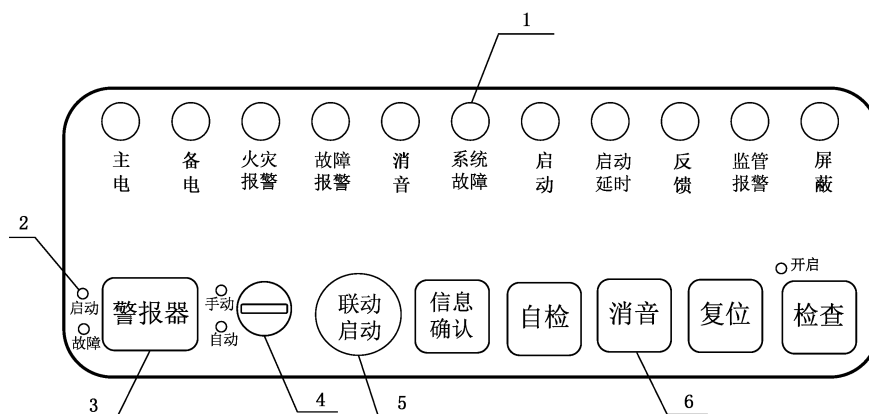 1
主电
备电
火灾
报警
故障
报警
消音
系统
故障
启动
启动
延时
反馈
监管
报警
屏蔽
2
启动
故障
警报器
手动
自动
联动
启动
信息
确认
自检
消音
复位
开启
检查
3
4
5
6